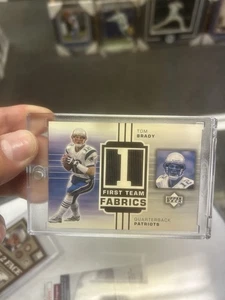 TOM
BRADY
1
FIRST TEAM
FABRICS
QUARTERBACK
PATRIOTS